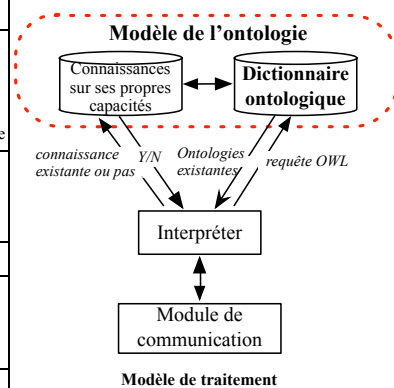 Modèle de l'ontologie
Connaissances
sur ses propres
capacités
Dictionnaire
ontologique
e
connaissance
existante ou pas
Y/N
Ontologies
existantes
requête OWL
Interpréter
Module de
communication
Modèle de traitement